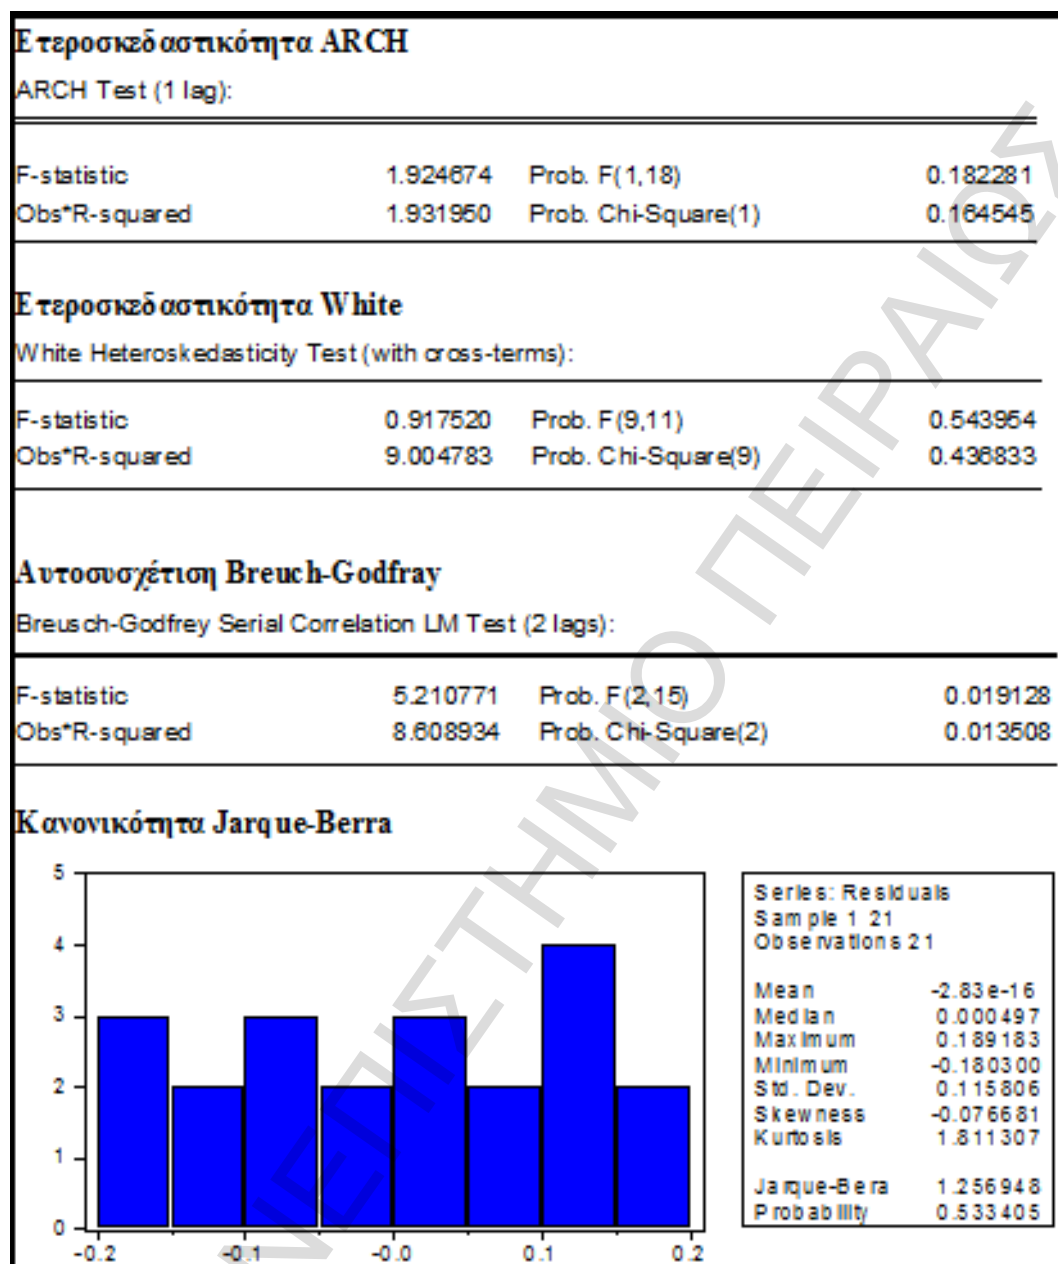 Ετεροσκεδαστικότητα ARCH
ARCH Test (1 lag):
F-statistic 1.924674 Prob. F(1,18) 0.182281
Obs*R-squared 1.931950 Prob. Chi-Square(1) 0.164545
Ετεροσκεδαστικότητα White
White Heteroskedasticity Test (with cross-terms):
F-statistic 0.917520 Prob. F(9,11) 0.543954
Obs*R-squared 9.004783 Prob. Chi-Square(9) 0.436833
Αυτοσυσχέτιση Breuch-Godfray
Breusch-Godfrey Serial Correlation LM Test (2 lags):
F-statistic 5.210771 Prob. F(2,15) 0.019128
Obs*R-squared 8.608934 Prob. Chi-Square(2) 0.013508
Κανονικότητα Jarque-Berra
5
4
3
2
1
0
-0.2 -0.1 -0.0 0.1 0.2
Series: Residuals
Sample 1 21
Observations 21
Mean -2.83e-16
Median 0.000497
Maximum 0.189183
Minimum -0.180300
Std. Dev. 0.115806
Skewness -0.076681
Kurtosis 1.811307
Jarque-Bera 1.256948
Probability 0.533405
ΝΕΠΙΣΤΗΜΙΟ ΠΕΙΡΑΙΩΣ